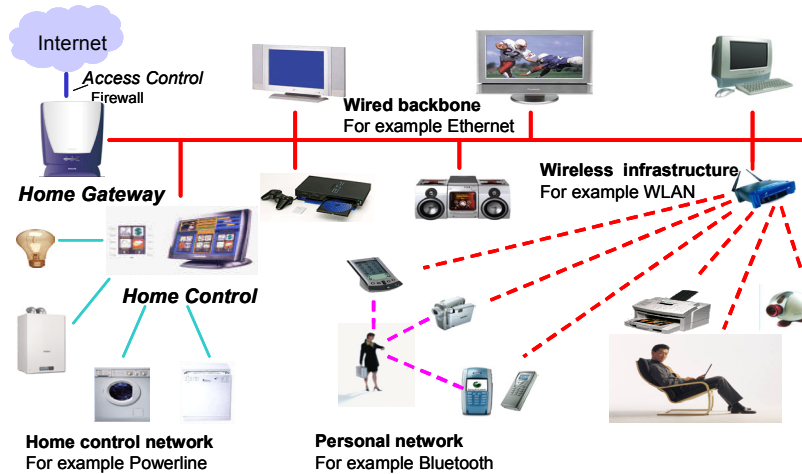 Internet
Access Control
Firewall
Wired backbone
For example Ethernet
Home Gateway
Wireless infrastructure
For example WLAN
Home Control
Home control network
For example Powerline
Personal network
For example Bluetooth